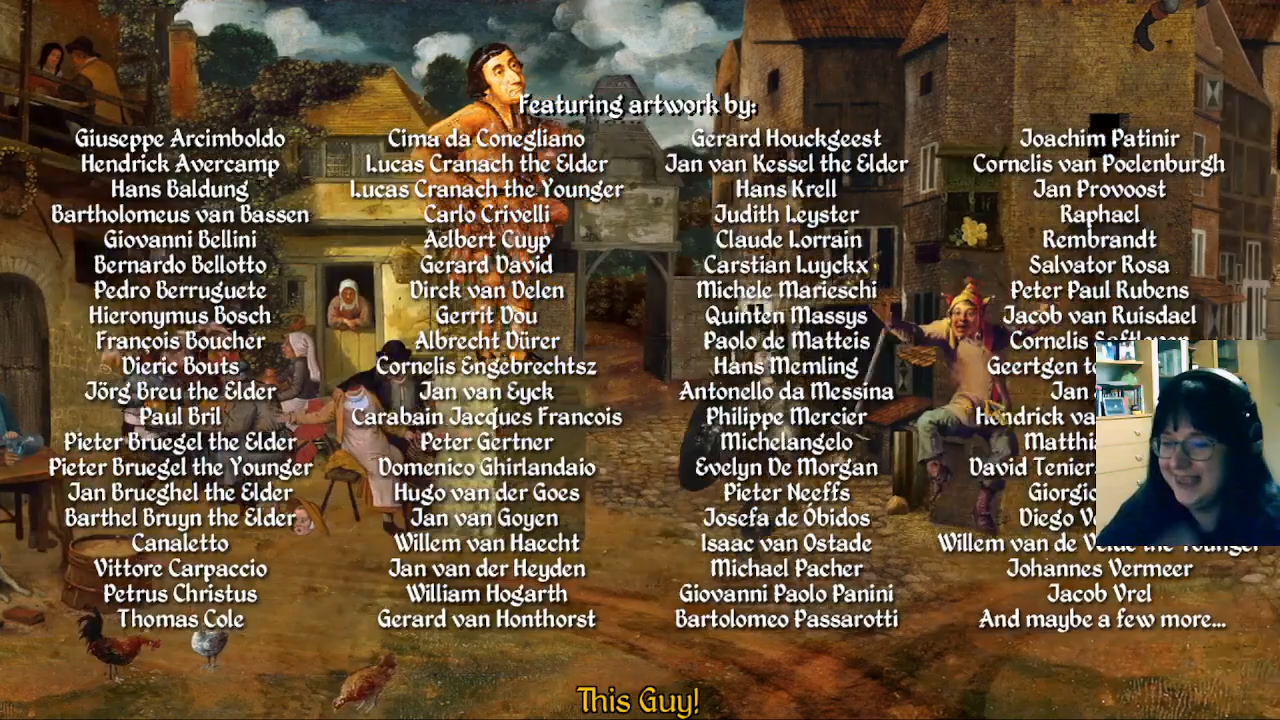 Featuring artwork by:
Giuseppe Arcimboldo
Hendrick Avercamp
Hans Baldung
Bartholomeus van Bassen
Giovanni Bellini
Bernardo Bellotto
Pedro Berruguete
Hieronymus Bosch
François Boucher
Dieric Bouts
Jörg Breu the Elder
Paul Bril
Pieter Bruegel the Elder
Pieter Bruegel the Younger
Jan Brueghel the Elder
Barthel Bruyn the Elder
Canaletto
Vittore Carpaccio
Petrus Christus
Thomas Cole
Cima da Conegliano
Lucas Cranach the Elder
Lucas Cranach the Younger
Carlo Crivelli
Aelbert Cuyp
Gerard David
Dirck van Delen
Gerrit Dou
Albrecht Dürer
Cornelis Engebrechtsz
Jan van Eyck
Carabain Jacques Francois
Peter Gertner
Domenico Ghirlandaio
Hugo van der Goes
Jan van Goyen
Willem van Haecht
Jan van der Heyden
William Hogarth
Gerard van Honthorst
Gerard Houckgeest
Jan van Kessel the Elder
Hans Krell
Judith Leyster
Claude Lorrain
Carstian Luyckx
Michele Marieschi
Quinten Massys
Paolo de Matteis
Hans Memling
Antonello da Messina
Philippe Mercier
Michelangelo
Evelyn De Morgan
Pieter Neeffs
Josefa de Óbidos
Isaac van Ostade
Michael Pacher
Giovanni Paolo Panini
Bartolomeo Passarotti
Joachim Patinir
Cornelis van Poelenburgh
Jan Provoost
Raphael
Rembrandt
Salvator Rosa
Peter Paul Rubens
Jacob van Ruisdael
Cornelis
Geertgen
Jan
Hendrick
David
Diego
Willem van de Velde the Younger
Johannes Vermeer
Jacob Vrel
And maybe a few more...
This Guy!